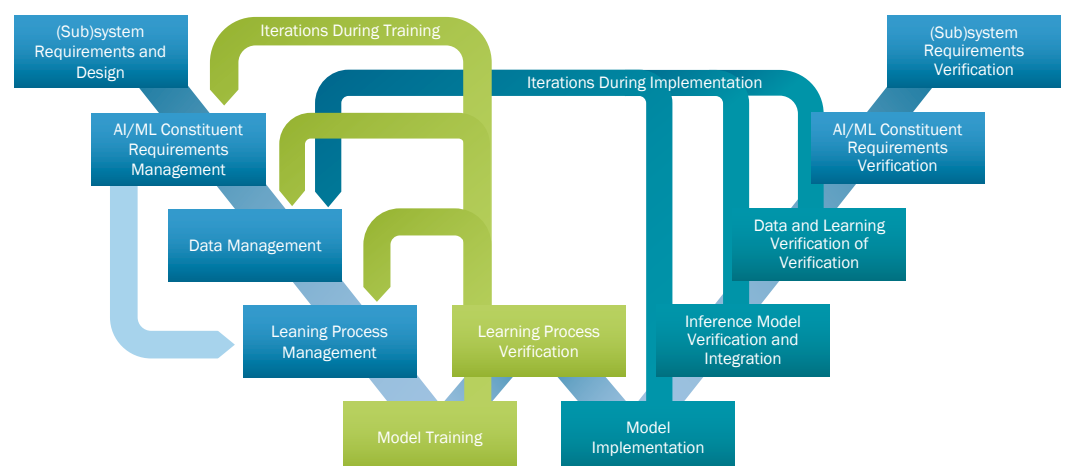 (Sub)system
Requirements and
Design
Iterations During Training
(Sub)system
Requirements
Verification
Iterations During Implementation
AI/ML Constituent
Requirements
Management
AI/ML Constituent
Requirements
Verification
Data Management
Data and Learning
Verification of
Verification
Leaning Process
Management
Learning Process
Verification
Inference Model
Verification and
Integration
Model Training
Model
Implementation